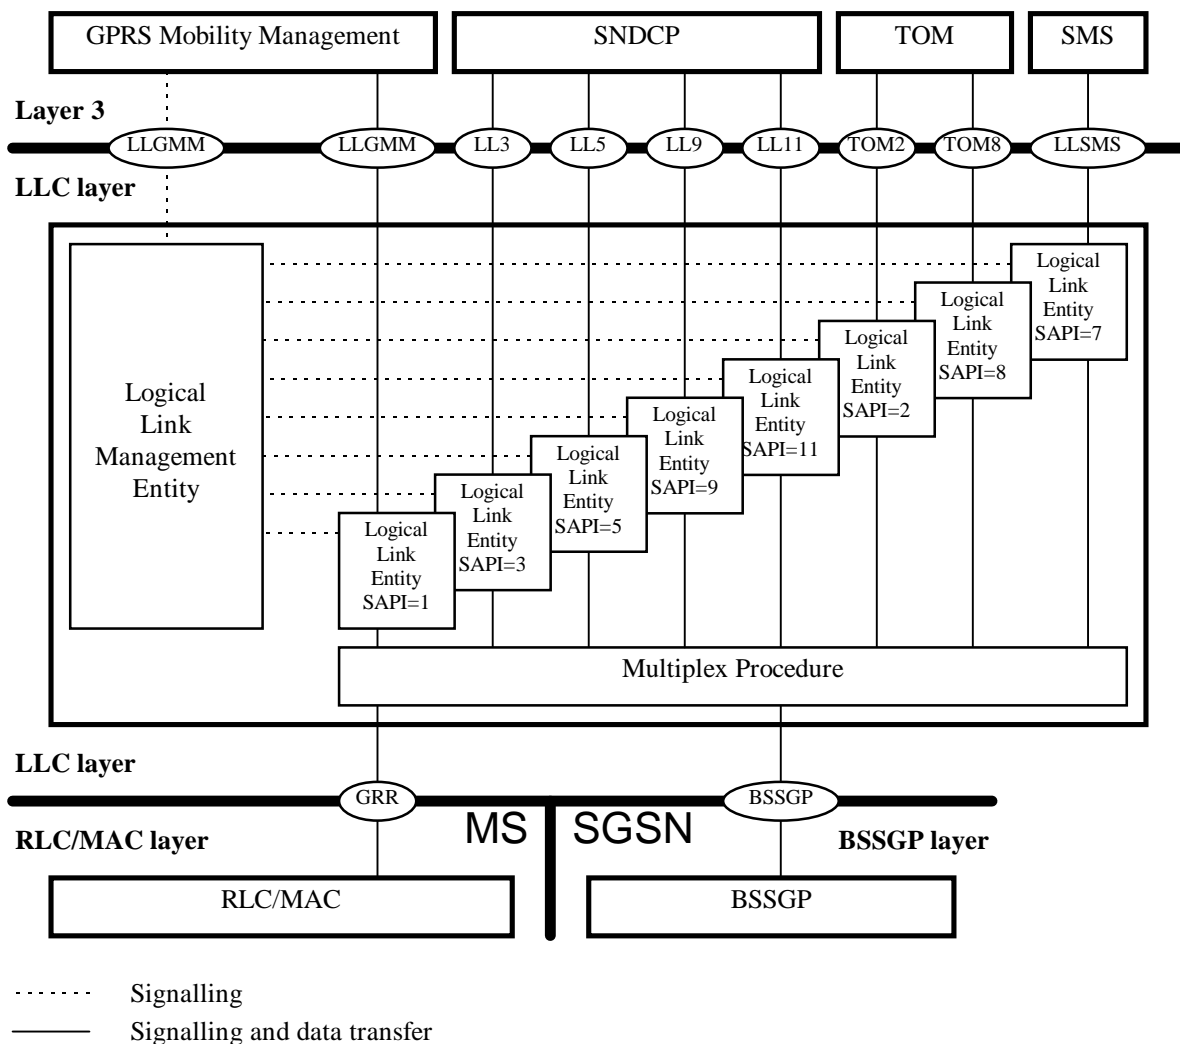 GPRS Mobility Management
SNDCP
TOM
SMS
Layer 3
LLGMM
LLGMM
LL3
LL5
LL9
LL11
TOM2
TOM8
LLSMS
LLC layer
Logical
Link
Management
Entity
Logical
Link
Entity
SAPI=1
Logical
Link
Entity
SAPI=3
Logical
Link
Entity
SAPI=5
Logical
Link
Entity
SAPI=9
Logical
Link
Entity
SAPI=11
Logical
Link
Entity
SAPI=2
Logical
Link
Entity
SAPI=8
Logical
Link
Entity
SAPI=7
Multiplex Procedure
LLC layer
GRR
BSSGP
RLC/MAC layer
MS
SGSN
BSSGP layer
RLC/MAC
BSSGP
Signalling
Signalling and data transfer